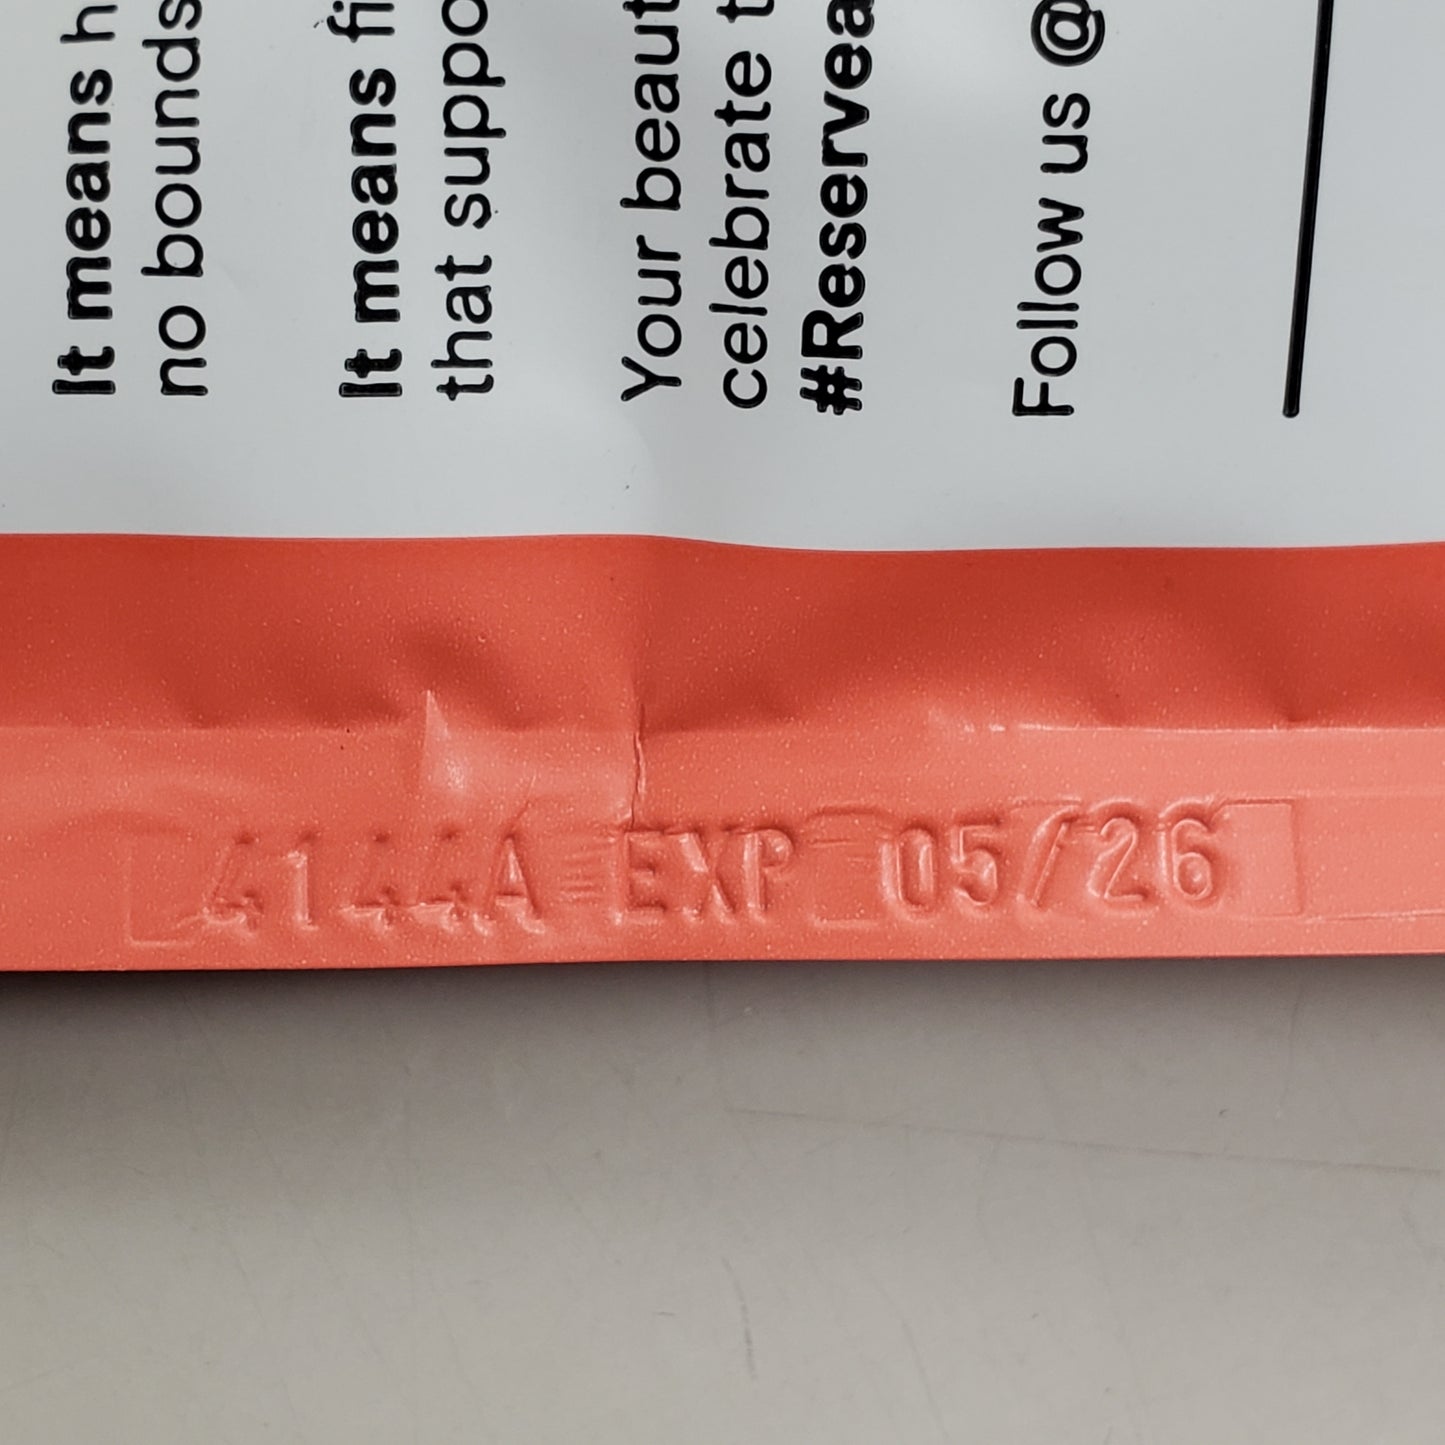 It means h
no bounds
It means fi
that suppo
Your beaut
celebrate t
#Reservea
Follow us @
4144A EXP 05/26